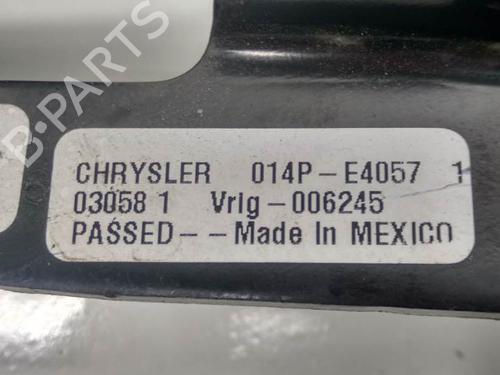 B-PARTS
CHRYSLER 014P-E4057 1
03058 1 Vrig-006245
PASSED--Made In MEXICO